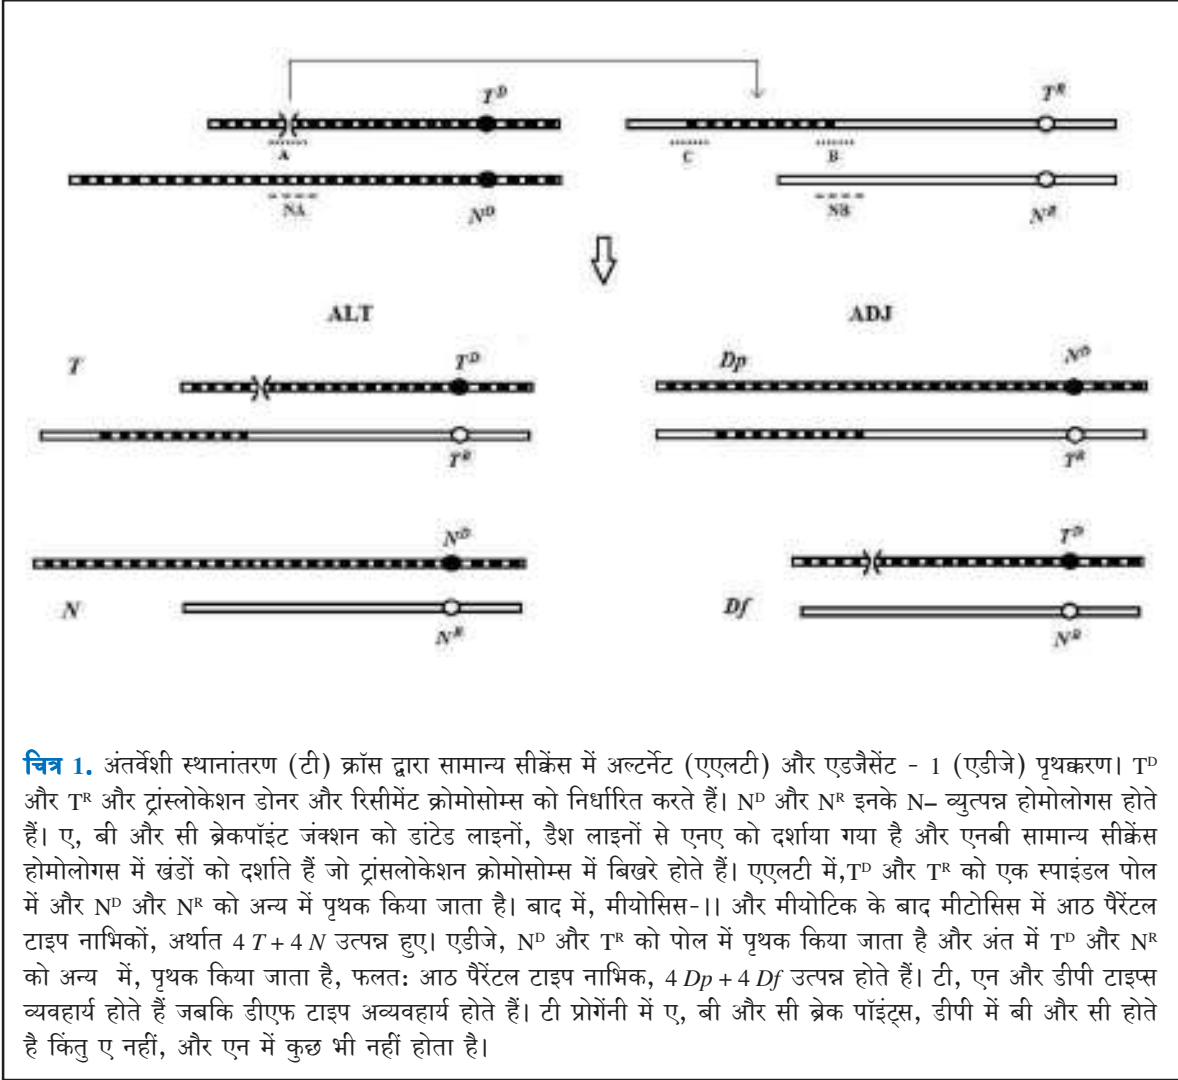 T^D
T^R
A
C
B
NA
N^D
NB
N^R
ALT
ADJ
T
T^D
Dp
N^D
T^R
T^R
N^D
T^D
N
N^R
Df
N^R
चित्र 1. अंतर्वेशी स्थानांतरण (टी) क्रॉस द्वारा सामान्य सीक्वेंस में अल्टर्नेट (एएलटी) और एडजैसेंट - 1 (एडीजे) पृथक्करण। T^D
और T^R और ट्रांस्लोकेशन डोनर और रिसीमेंट क्रोमोसोम्स को निर्धारित करते हैं। N^D और N^R इनके N– व्युत्पन्न होमोलोगस होते
हैं। ए, बी और सी ब्रेकपॉइंट जंक्शन को डांटेड लाइनों, डैश लाइनों से एनए को दर्शाया गया है और एनबी सामान्य सीक्वेंस
होमोलोगस में खंडों को दर्शाते हैं जो ट्रांसलोकेशन क्रोमोसोम्स में बिखरे होते हैं। एएलटी में,T^D और T^R को एक स्पाइंडल पोल
में और N^D और N^R को अन्य में पृथक किया जाता है। बाद में, मीयोसिस-।। और मीयोटिक के बाद मीटोसिस में आठ पैरेंटल
टाइप नाभिकों, अर्थात 4 T + 4 N उत्पन्न हुए। एडीजे, N^D और T^R को पोल में पृथक किया जाता है और अंत में T^D और N^R
को अन्य में, पृथक किया जाता है, फलत: आठ पैरेंटल टाइप नाभिक, 4 Dp + 4 Df उत्पन्न होते हैं। टी, एन और डीपी टाइप्स
व्यवहार्य होते हैं जबकि डीएफ टाइप अव्यवहार्य होते हैं। टी प्रोगेंनी में ए, बी और सी ब्रेक पॉइंट्स, डीपी में बी और सी होते
है किंतु ए नहीं, और एन में कुछ भी नहीं होता है।